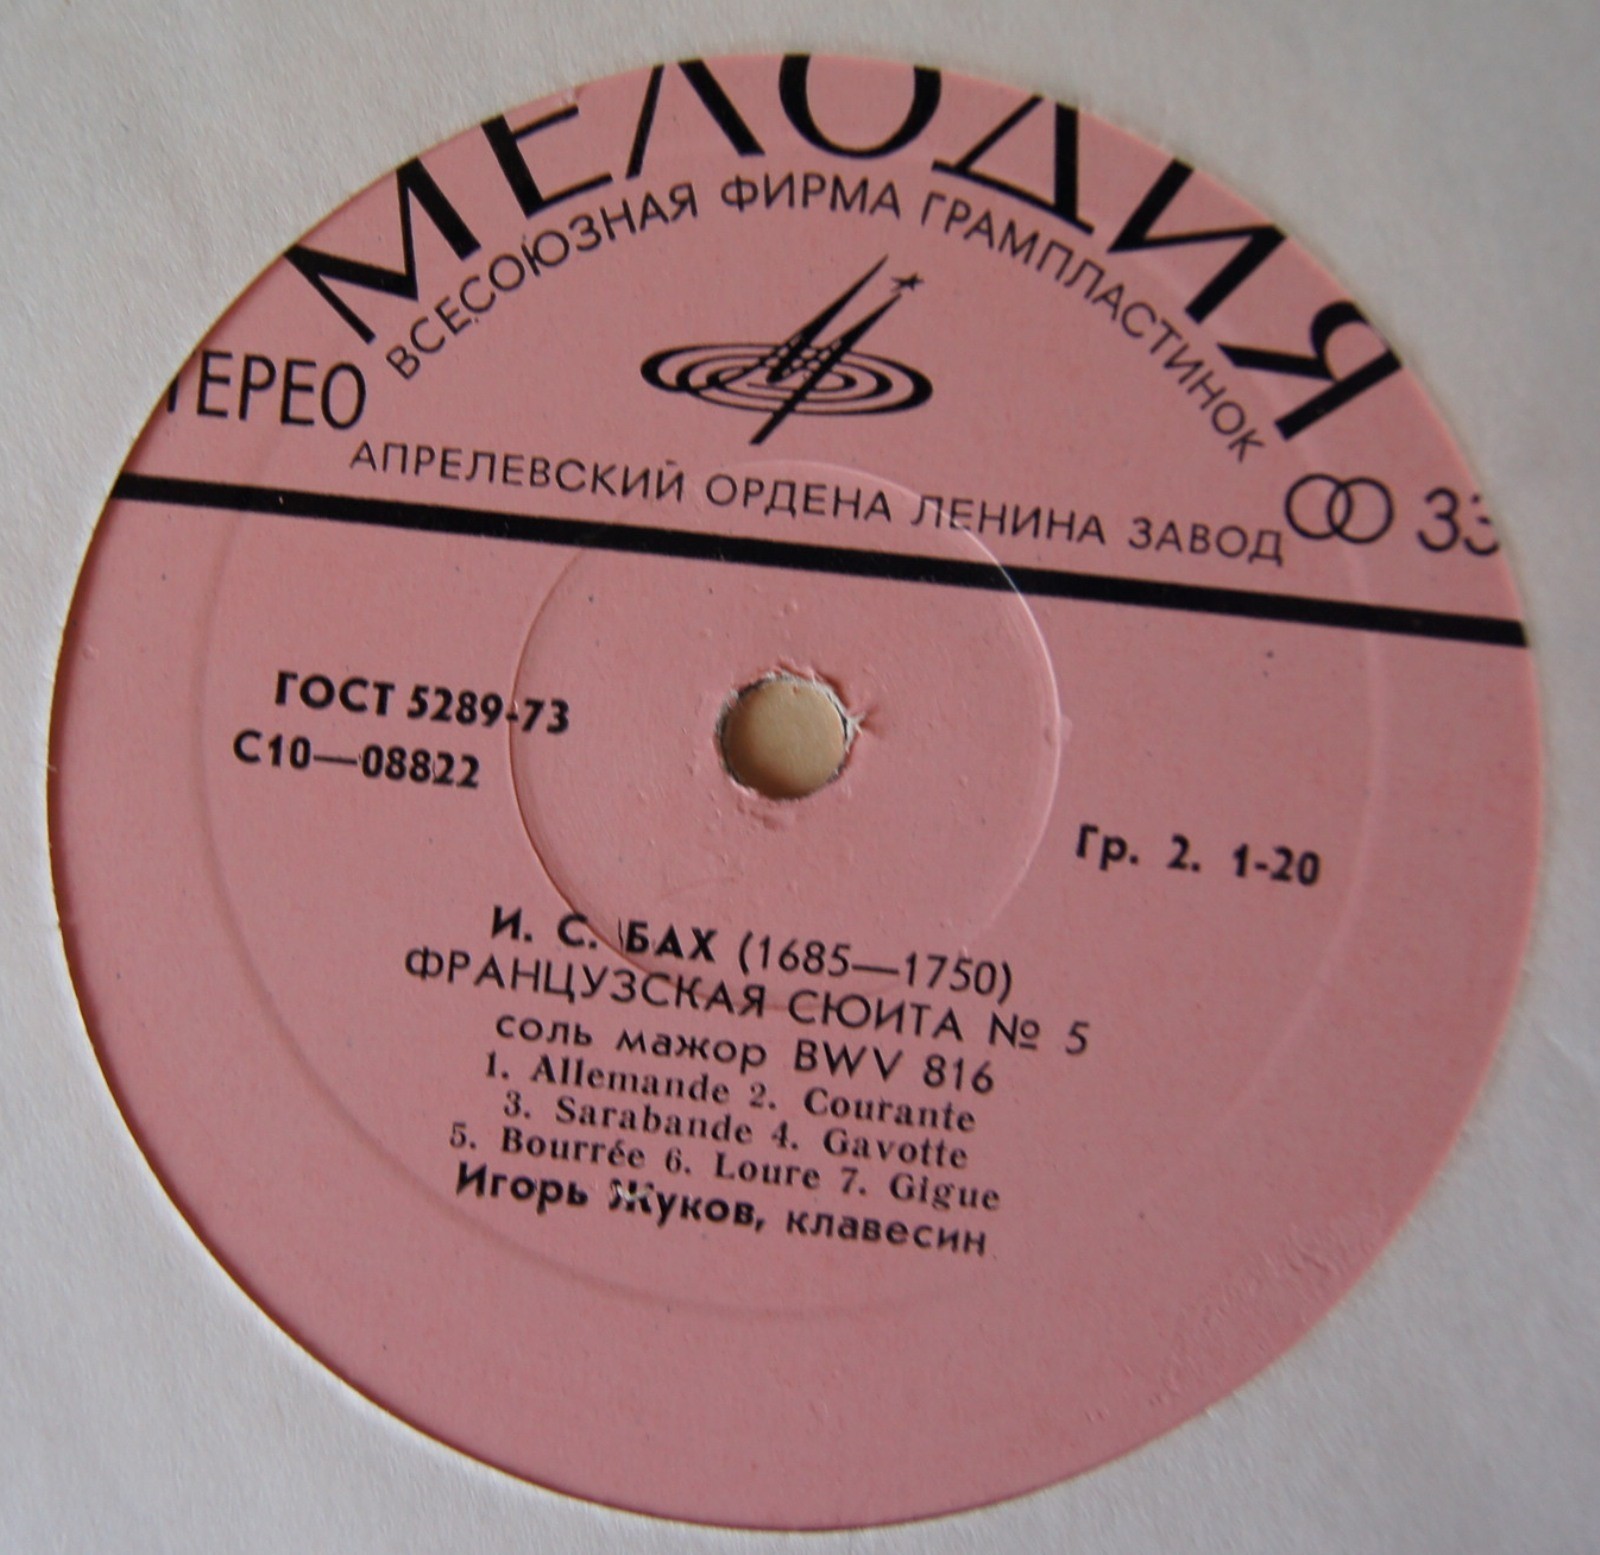 МЕЛОДИЯ
ВСЕСОЮЗНАЯ ФИРМА ГРАМПЛАСТИНОК
ТЕРЕО
АПРЕЛЕВСКИЙ ОРДЕНА ЛЕНИНА ЗАВОД
33
ГОСТ 5289-73
С10—08822
Гр. 2. 1-20
И. С. БАХ (1685—1750)
ФРАНЦУЗСКАЯ СЮИТА № 5
соль мажор BWV 816
1. Allemande 2. Courante
3. Sarabande 4. Gavotte
5. Bourrée 6. Loure 7. Gigue
Игорь Жуков, клавесин